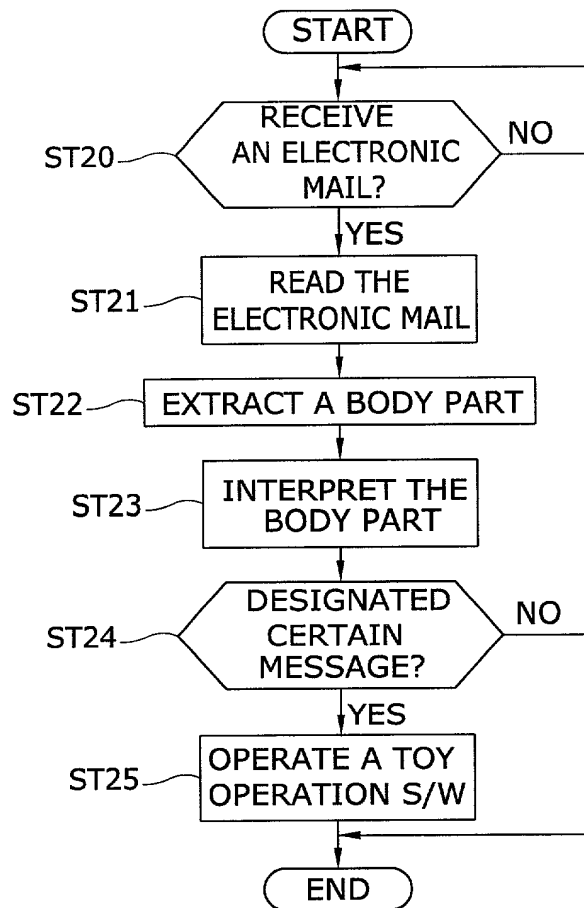 START
RECEIVE
AN ELECTRONIC
MAIL?
NO
ST20
YES
READ THE
ELECTRONIC MAIL
ST21
EXTRACT A BODY PART
ST22
INTERPRET THE
BODY PART
ST23
DESIGNATED
CERTAIN
MESSAGE?
NO
ST24
YES
OPERATE A TOY
OPERATION S/W
ST25
END